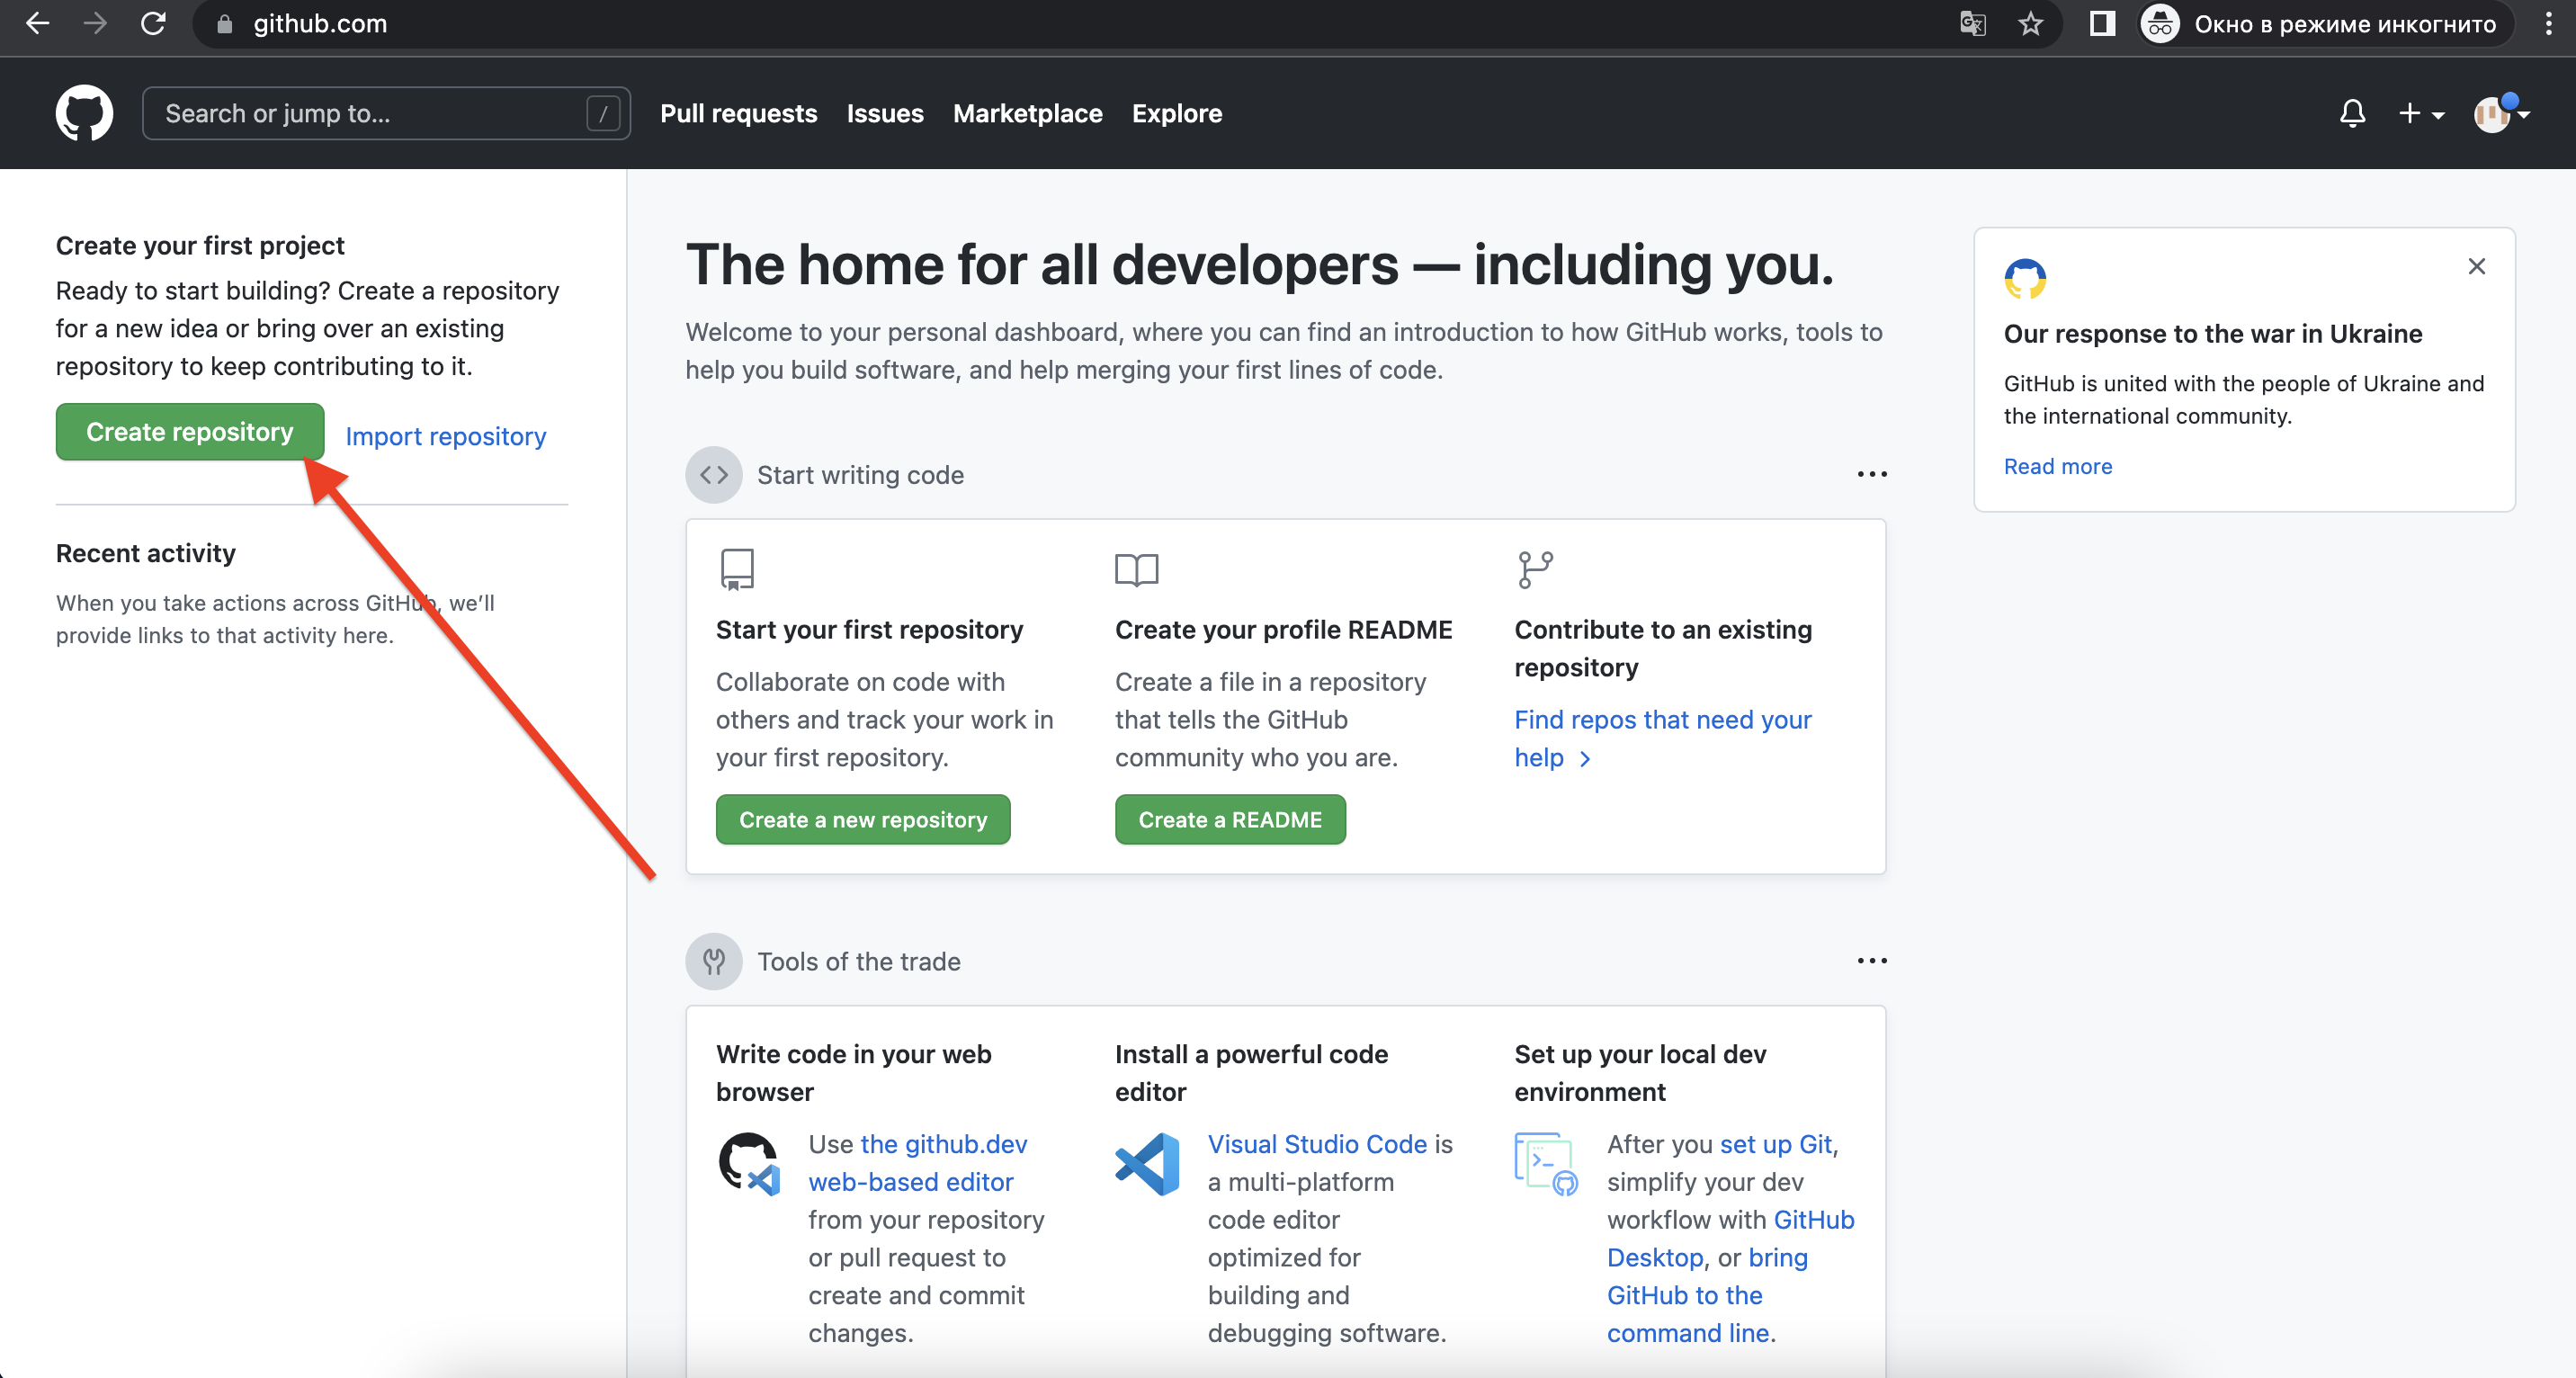 github.com
Окно в режиме инкогнито
Search or jump to...
/
Pull requests
Issues
Marketplace
Explore
Create your first project
Ready to start building? Create a repository
for a new idea or bring over an existing
repository to keep contributing to it.
Create repository
Import repository
Recent activity
When you take actions across GitHub, we’ll
provide links to that activity here.
The home for all developers — including you.
Welcome to your personal dashboard, where you can find an introduction to how GitHub works, tools to
help you build software, and help merging your first lines of code.
Start writing code
Start your first repository
Collaborate on code with
others and track your work in
your first repository.
Create a new repository
Create your profile README
Create a file in a repository
that tells the GitHub
community who you are.
Create a README
Contribute to an existing
repository
Find repos that need your
help
Tools of the trade
Write code in your web
browser
Use the github.dev
web-based editor
from your repository
or pull request to
create and commit
changes.
Install a powerful code
editor
Visual Studio Code is
a multi-platform
code editor
optimized for
building and
debugging software.
Set up your local dev
environment
After you set up Git,
simplify your dev
workflow with GitHub
Desktop, or bring
GitHub to the
command line.
Our response to the war in Ukraine
GitHub is united with the people of Ukraine and
the international community.
Read more